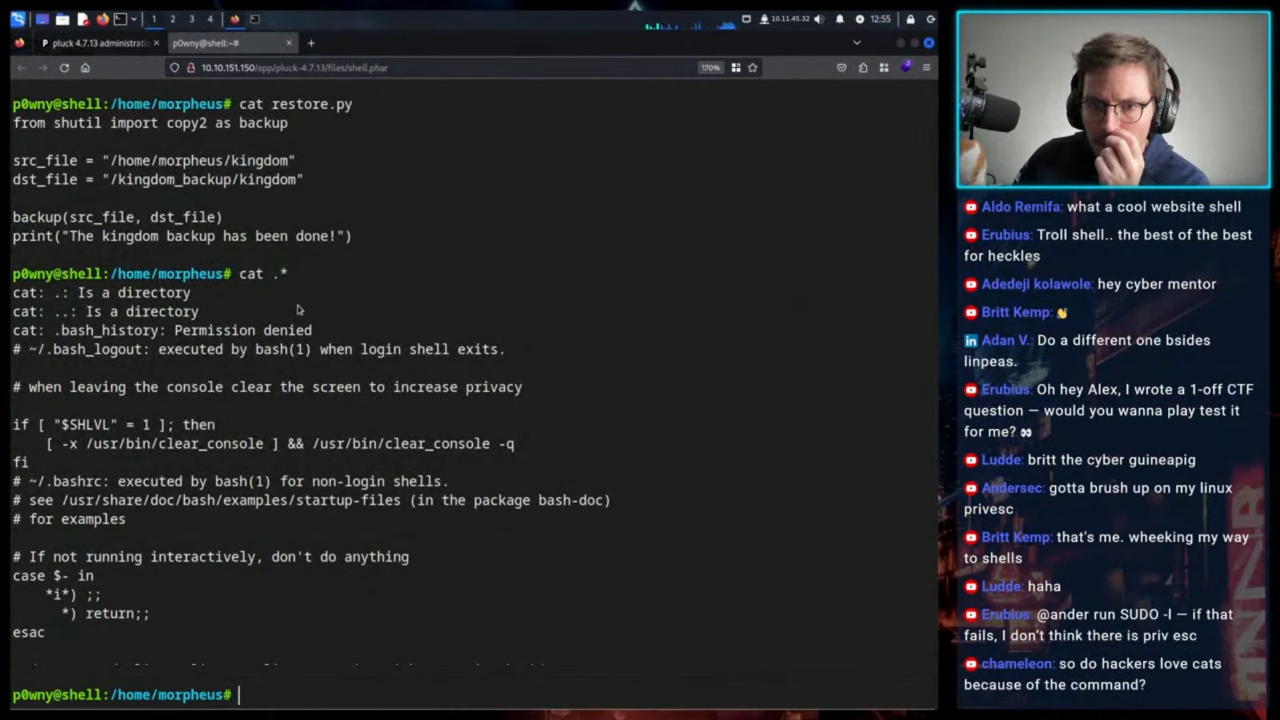 1 2 3 4
10.11.45.32
12:55
pluck 4.7.13 administrati
p0wny@shell:~#
10.10.151.150/app/pluck-4.7.13/files/shell.phar
170%
p0wny@shell:/home/morpheus# cat restore.py
from shutil import copy2 as backup
src_file = "/home/morpheus/kingdom"
dst_file = "/kingdom_backup/kingdom"
backup(src_file, dst_file)
print("The kingdom backup has been done!")
p0wny@shell:/home/morpheus# cat .*
cat: .: Is a directory
cat: ..: Is a directory
cat: .bash_history: Permission denied
# ~/.bash_logout: executed by bash(1) when login shell exits.
# when leaving the console clear the screen to increase privacy
if [ "$SHLVL" = 1 ]; then
[ -x /usr/bin/clear_console ] && /usr/bin/clear_console -q
fi
# ~/.bashrc: executed by bash(1) for non-login shells.
# see /usr/share/doc/bash/examples/startup-files (in the package bash-doc)
# for examples
# If not running interactively, don't do anything
case $- in
*i*) ;;
*) return;;
esac
p0wny@shell:/home/morpheus#
Aldo Remifa: what a cool website shell
Erubius: Troll shell.. the best of the best
for heckles
Adedeji kolawole: hey cyber mentor
Britt Kemp: 👋
Adan V.: Do a different one bsides
linpeas.
Erubius: Oh hey Alex, I wrote a 1-off CTF
question — would you wanna play test it
for me? 👀
Ludde: britt the cyber guineapig
Andersec: gotta brush up on my linux
privesc
Britt Kemp: that's me. wheeking my way
to shells
Ludde: haha
Erubius: @ander run SUDO -l — if that
fails, I don't think there is priv esc
chameleon: so do hackers love cats
because of the command?